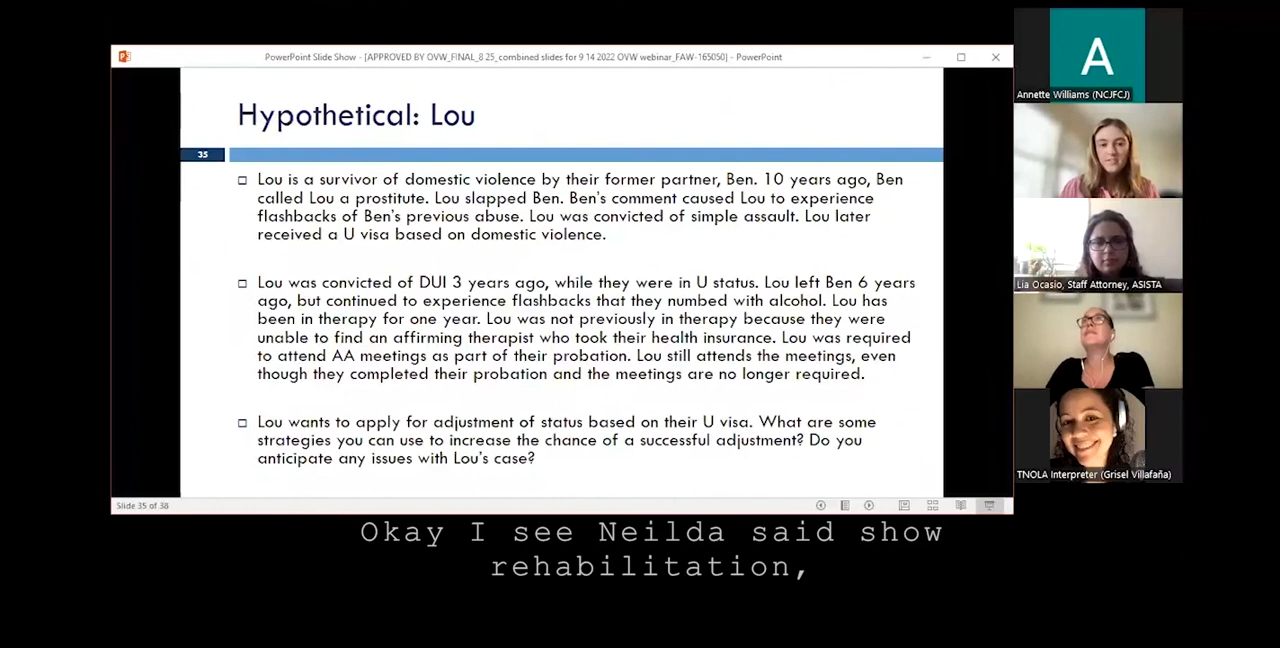 PowerPoint Slide Show - [APPROVED BY OVW_FINAL_8 25_combined slides for 9 14 2022 OVW webinar_FAW-165050] - PowerPoint
Hypothetical: Lou
35
Lou is a survivor of domestic violence by their former partner, Ben. 10 years ago, Ben
called Lou a prostitute. Lou slapped Ben. Ben's comment caused Lou to experience
flashbacks of Ben's previous abuse. Lou was convicted of simple assault. Lou later
received a U visa based on domestic violence.
Lou was convicted of DUI 3 years ago, while they were in U status. Lou left Ben 6 years
ago, but continued to experience flashbacks that they numbed with alcohol. Lou has
been in therapy for one year. Lou was not previously in therapy because they were
unable to find an affirming therapist who took their health insurance. Lou was required
to attend AA meetings as part of their probation. Lou still attends the meetings, even
though they completed their probation and the meetings are no longer required.
Lou wants to apply for adjustment of status based on their U visa. What are some
strategies you can use to increase the chance of a successful adjustment? Do you
anticipate any issues with Lou's case?
Slide 35 of 38
A
Annette Williams (NCJFCJ)
Lia Ocasio, Staff Attorney, ASISTA
TNOLA Interpreter (Grisel Villafaña)
Okay I see Neilda said show
rehabilitation,